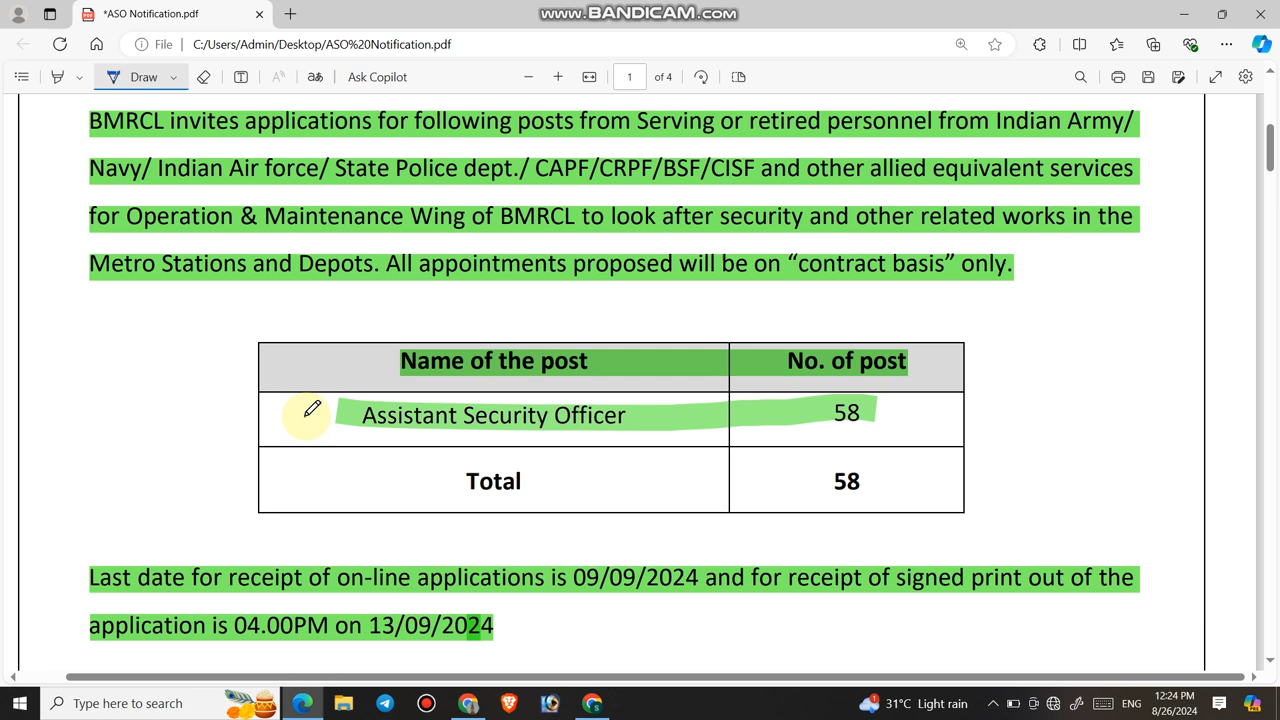 www.BANDICAM.com
*ASO Notification.pdf
File
C:/Users/Admin/Desktop/ASO%20Notification.pdf
Draw
aあ
Ask Copilot
1 of 4
BMRCL invites applications for following posts from Serving or retired personnel from Indian Army/
Navy/ Indian Air force/ State Police dept./ CAPF/CRPF/BSF/CISF and other allied equivalent services
for Operation & Maintenance Wing of BMRCL to look after security and other related works in the
Metro Stations and Depots. All appointments proposed will be on “contract basis” only.
Name of the post No. of post
Assistant Security Officer 58
Total 58
Last date for receipt of on-line applications is 09/09/2024 and for receipt of signed print out of the
application is 04.00PM on 13/09/2024
Type here to search
31°C Light rain
ENG
12:24 PM
8/26/2024